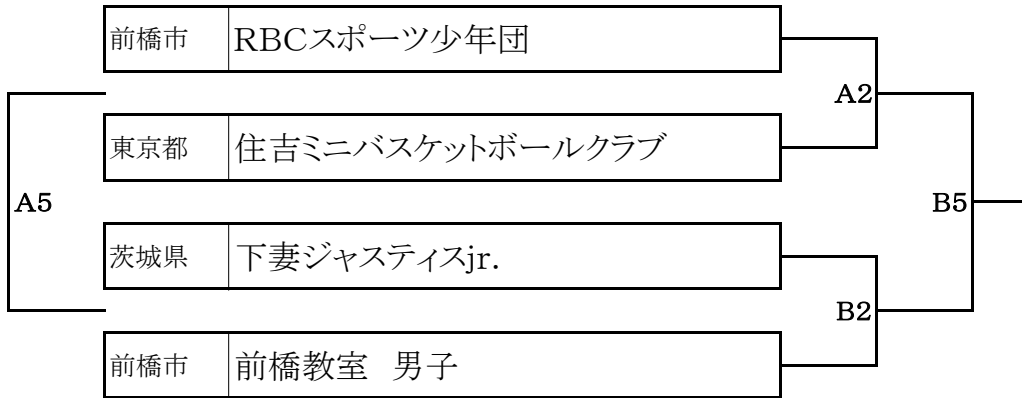 前橋市 RBCスポーツ少年団
A2
東京都 住吉ミニバスケットボールクラブ
A5
B5
茨城県 下妻ジャスティスjr.
B2
前橋市 前橋教室 男子